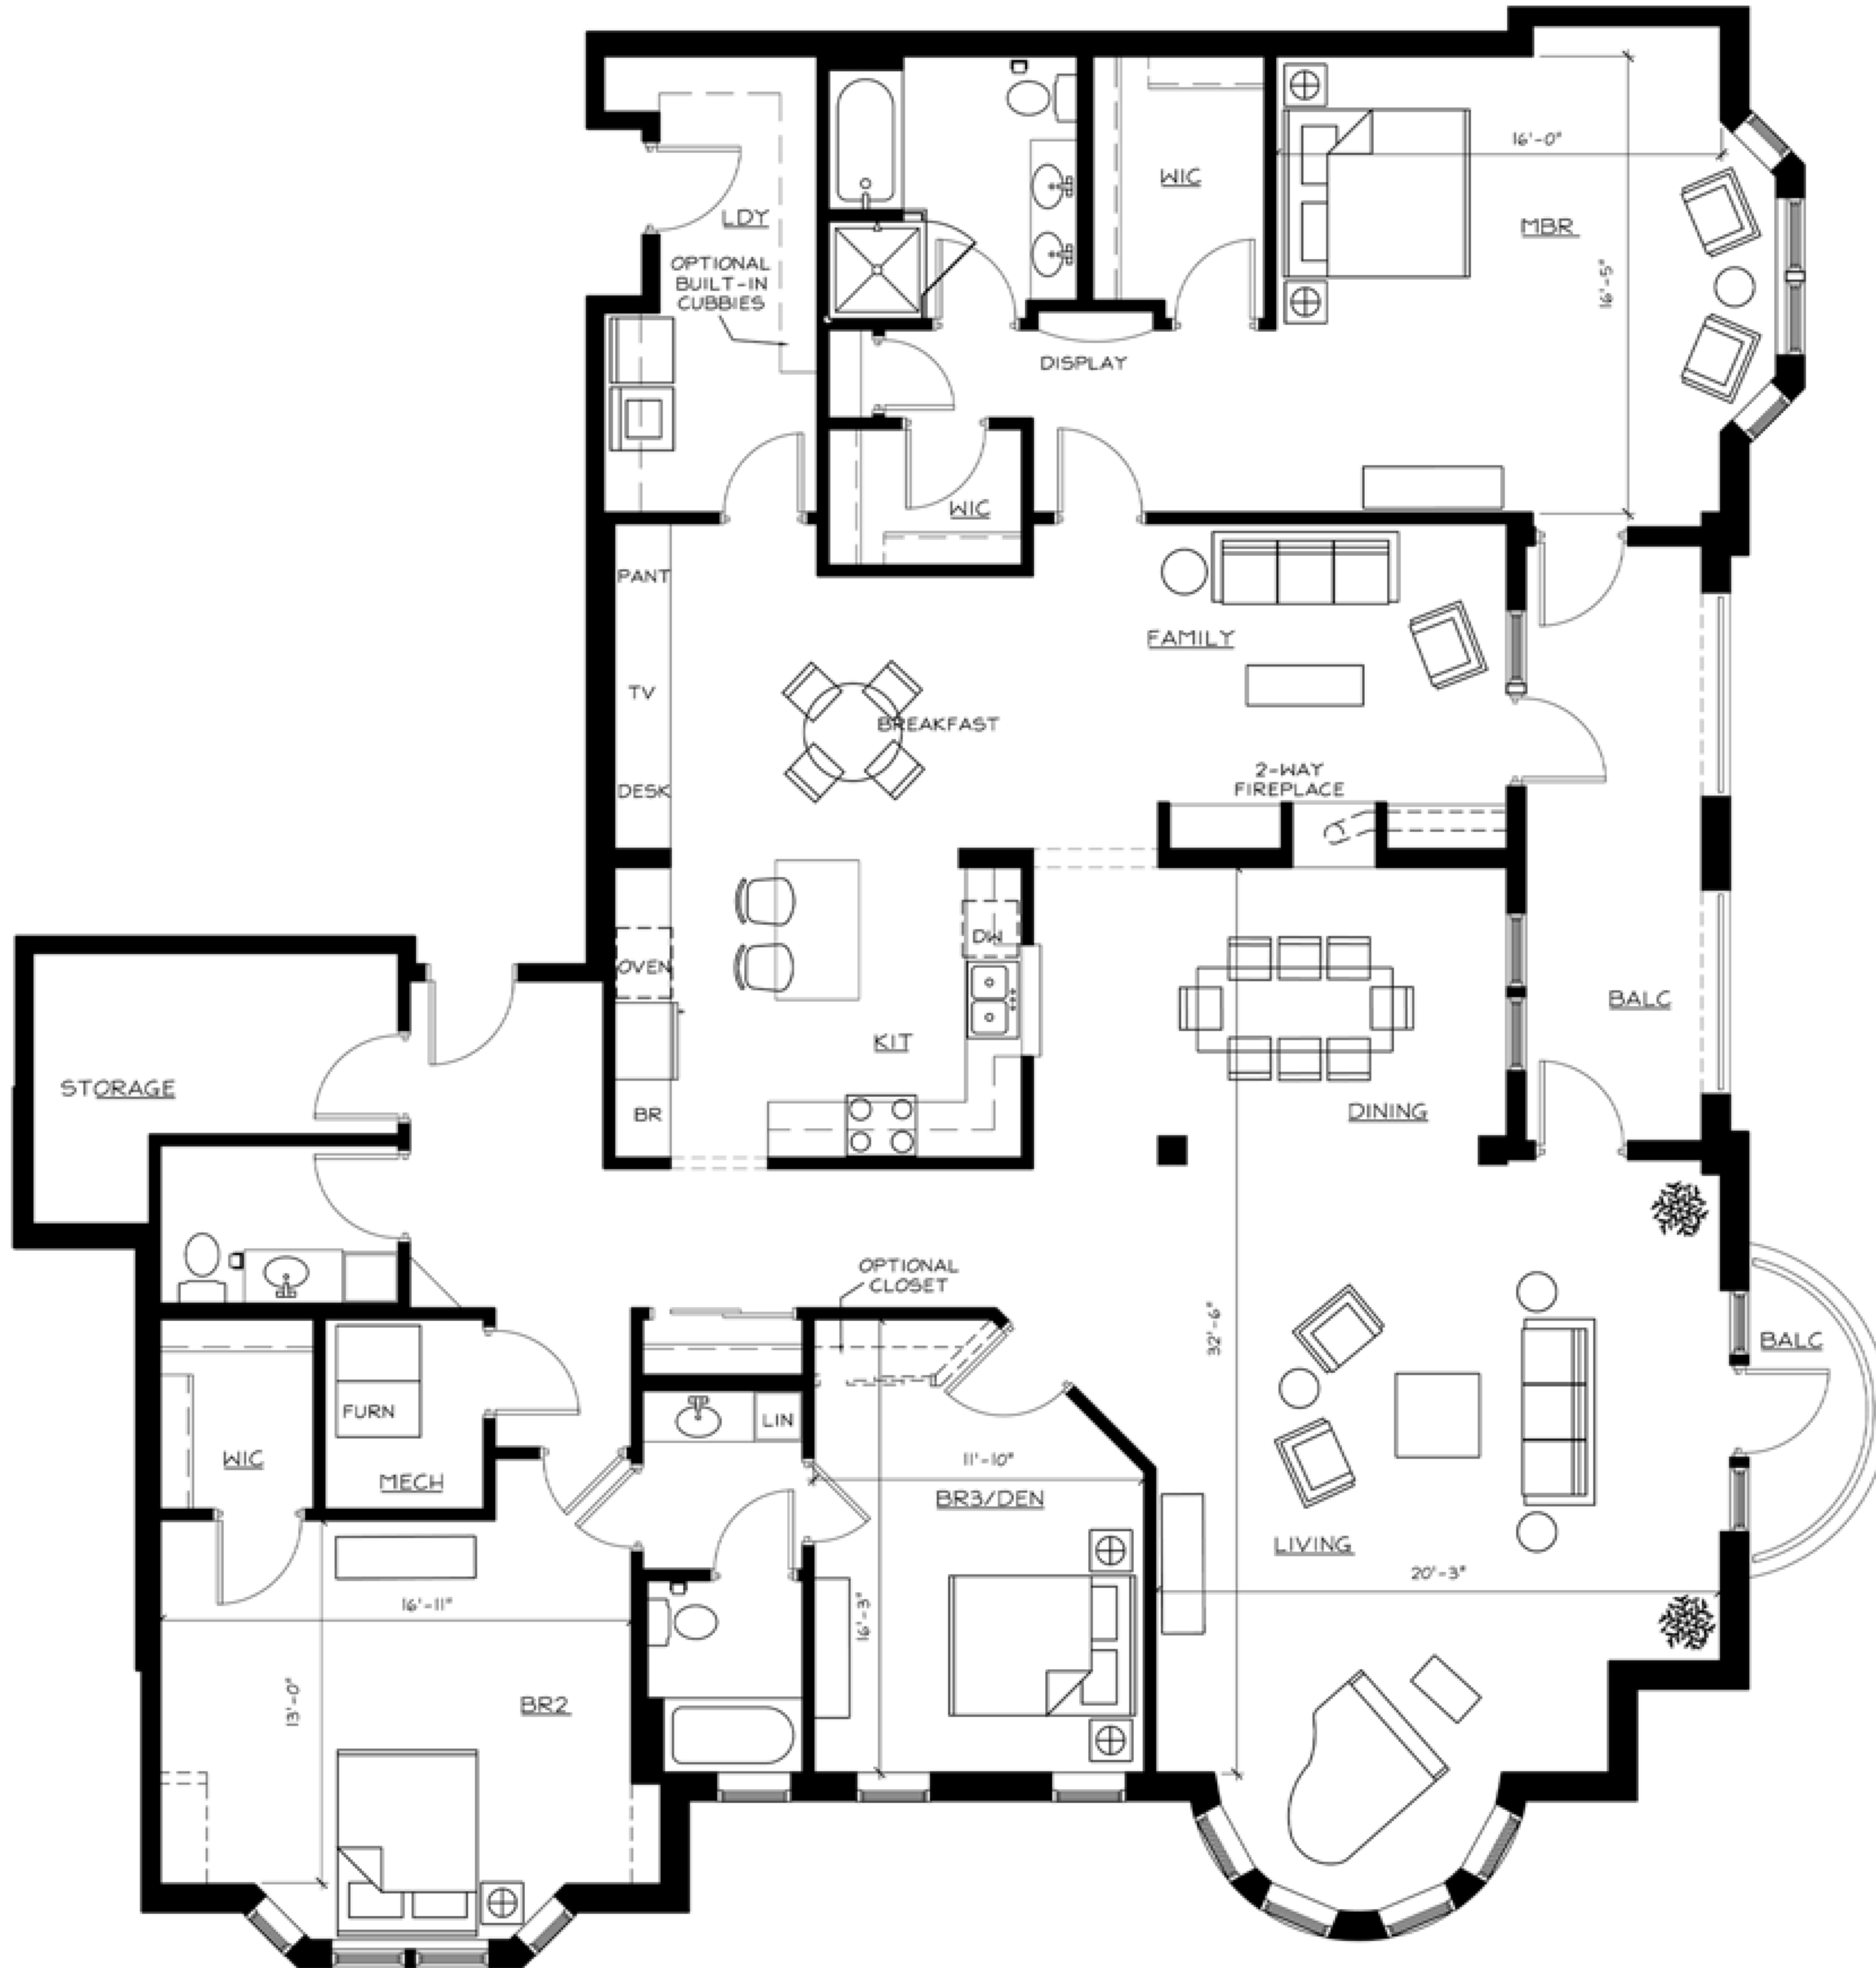 16'-0"
WIC
LDY
MBR
OPTIONAL
BUILT-IN
CUBBIES
16'-5"
DISPLAY
WIC
PANT
FAMILY
TV
BREAKFAST
2-WAY
FIREPLACE
DESK
DW
OVEN
BALC
KIT
STORAGE
BR
DINING
OPTIONAL
CLOSET
32'-6"
BALC
FURN
LIN
WIC
MECH
11'-10"
BR3/DEN
LIVING
20'-3"
16'-11"
16'-3"
13'-0"
BR2